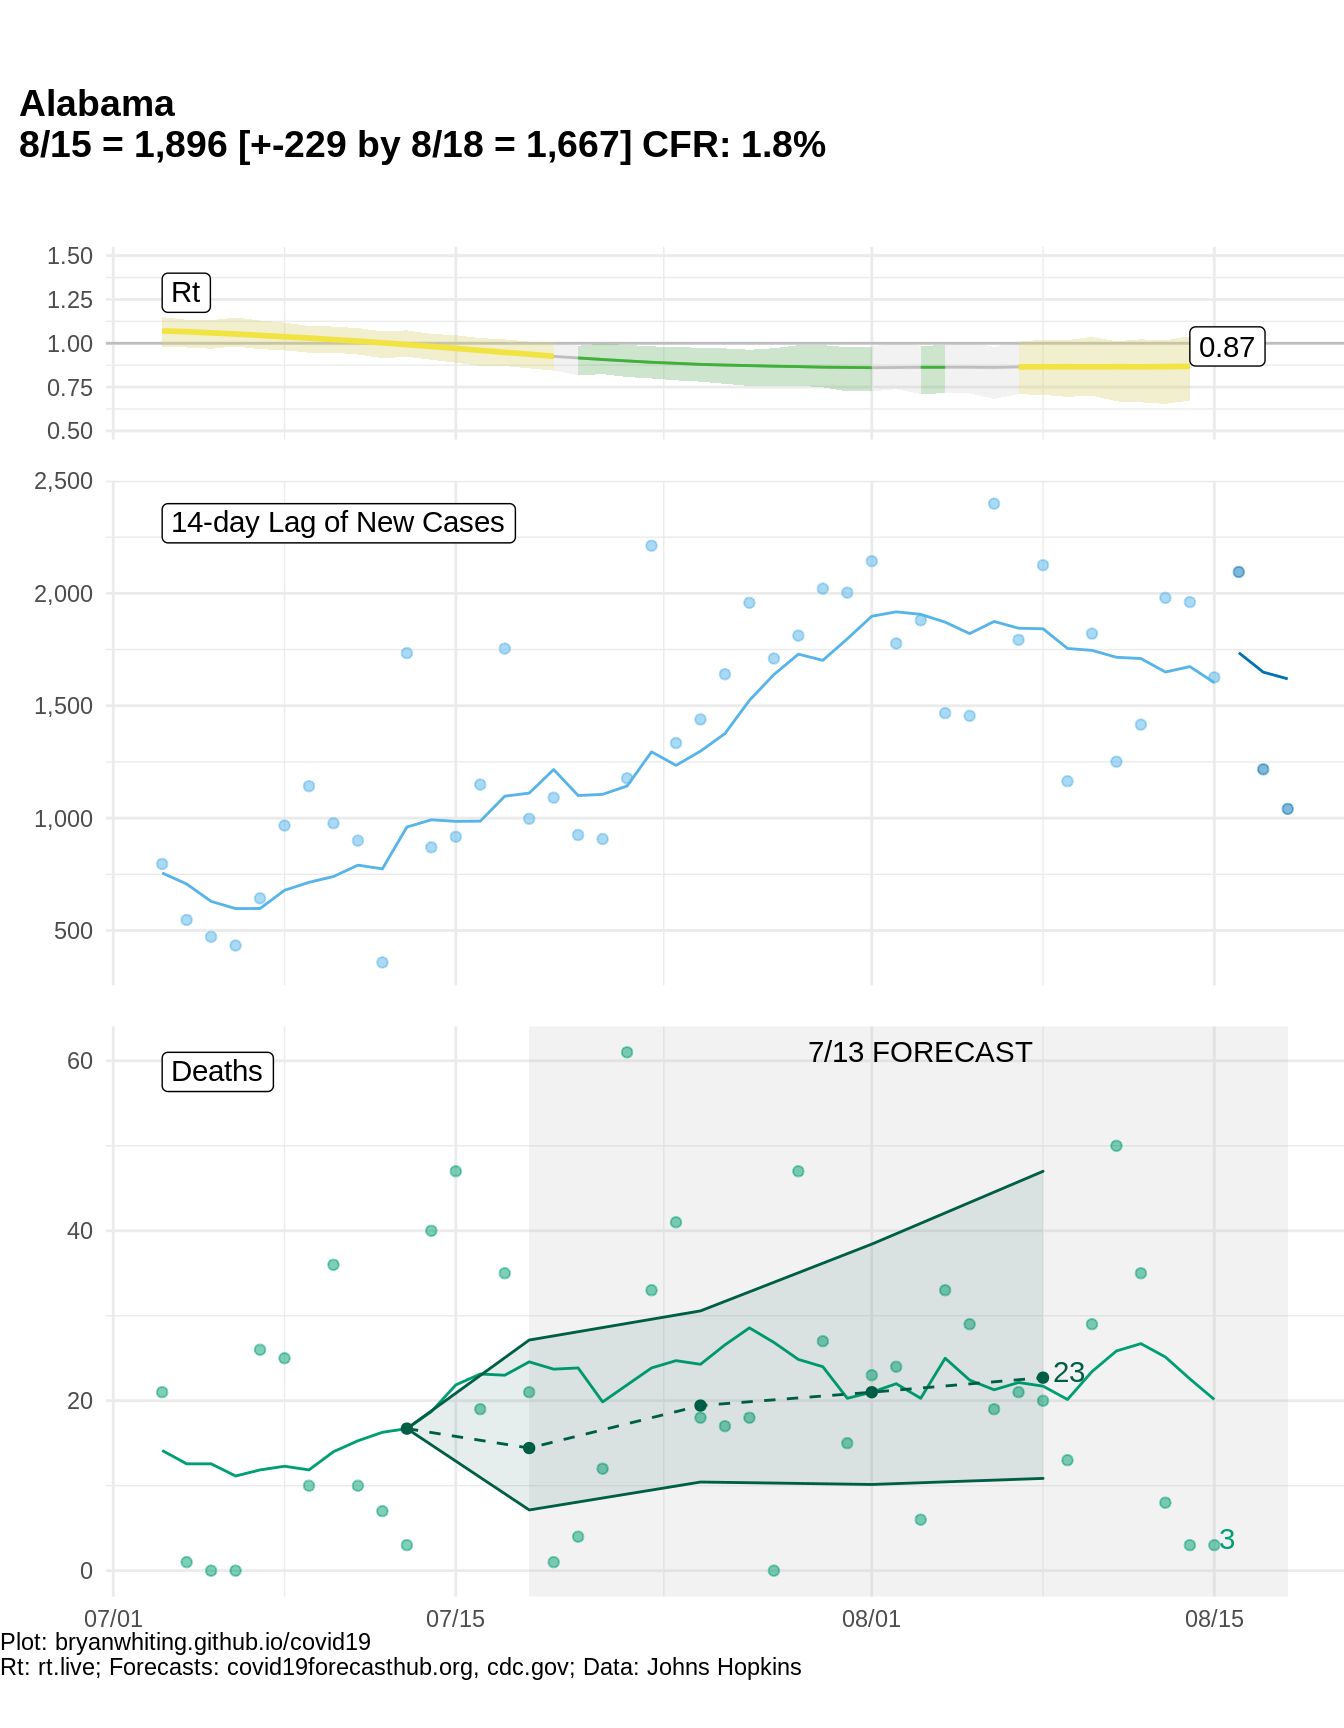 Alabama
8/15 = 1,896 [+-229 by 8/18 = 1,667] CFR: 1.8%
1.50
1.25
1.00
0.75
0.50
Rt
0.87
2,500
2,000
1,500
1,000
500
14-day Lag of New Cases
60
40
20
0
Deaths
7/13 FORECAST
23
3
07/01
07/15
08/01
08/15
Plot: bryanwhiting.github.io/covid19
Rt: rt.live; Forecasts: covid19forecasthub.org, cdc.gov; Data: Johns Hopkins